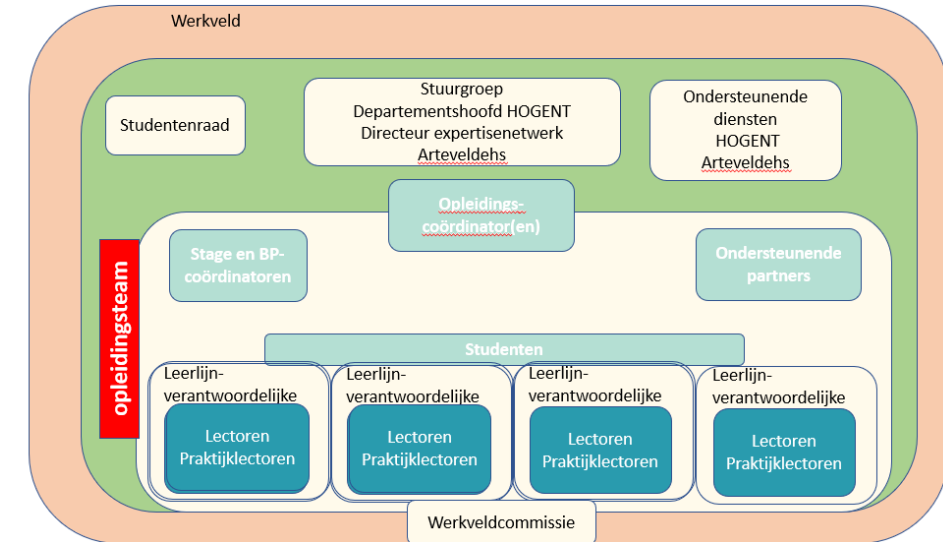 Werkveld
Studentenraad
Stuurgroep
Departementshoofd HOGENT
Directeur expertisenetwerk
Arteveldehs
Ondersteunende
diensten
HOGENT
Arteveldehs
Opleidings-
coördinator(en)
opleidingsteam
Stage en BP-
coördinatoren
Ondersteunende
partners
Studenten
Leerlijn-
verantwoordelijke
Lectoren
Praktijklectoren
Leerlijn-
verantwoordelijke
Lectoren
Praktijklectoren
Leerlijn-
verantwoordelijke
Lectoren
Praktijklectoren
Leerlijn-
verantwoordelijke
Lectoren
Praktijklectoren
Werkveldcommissie